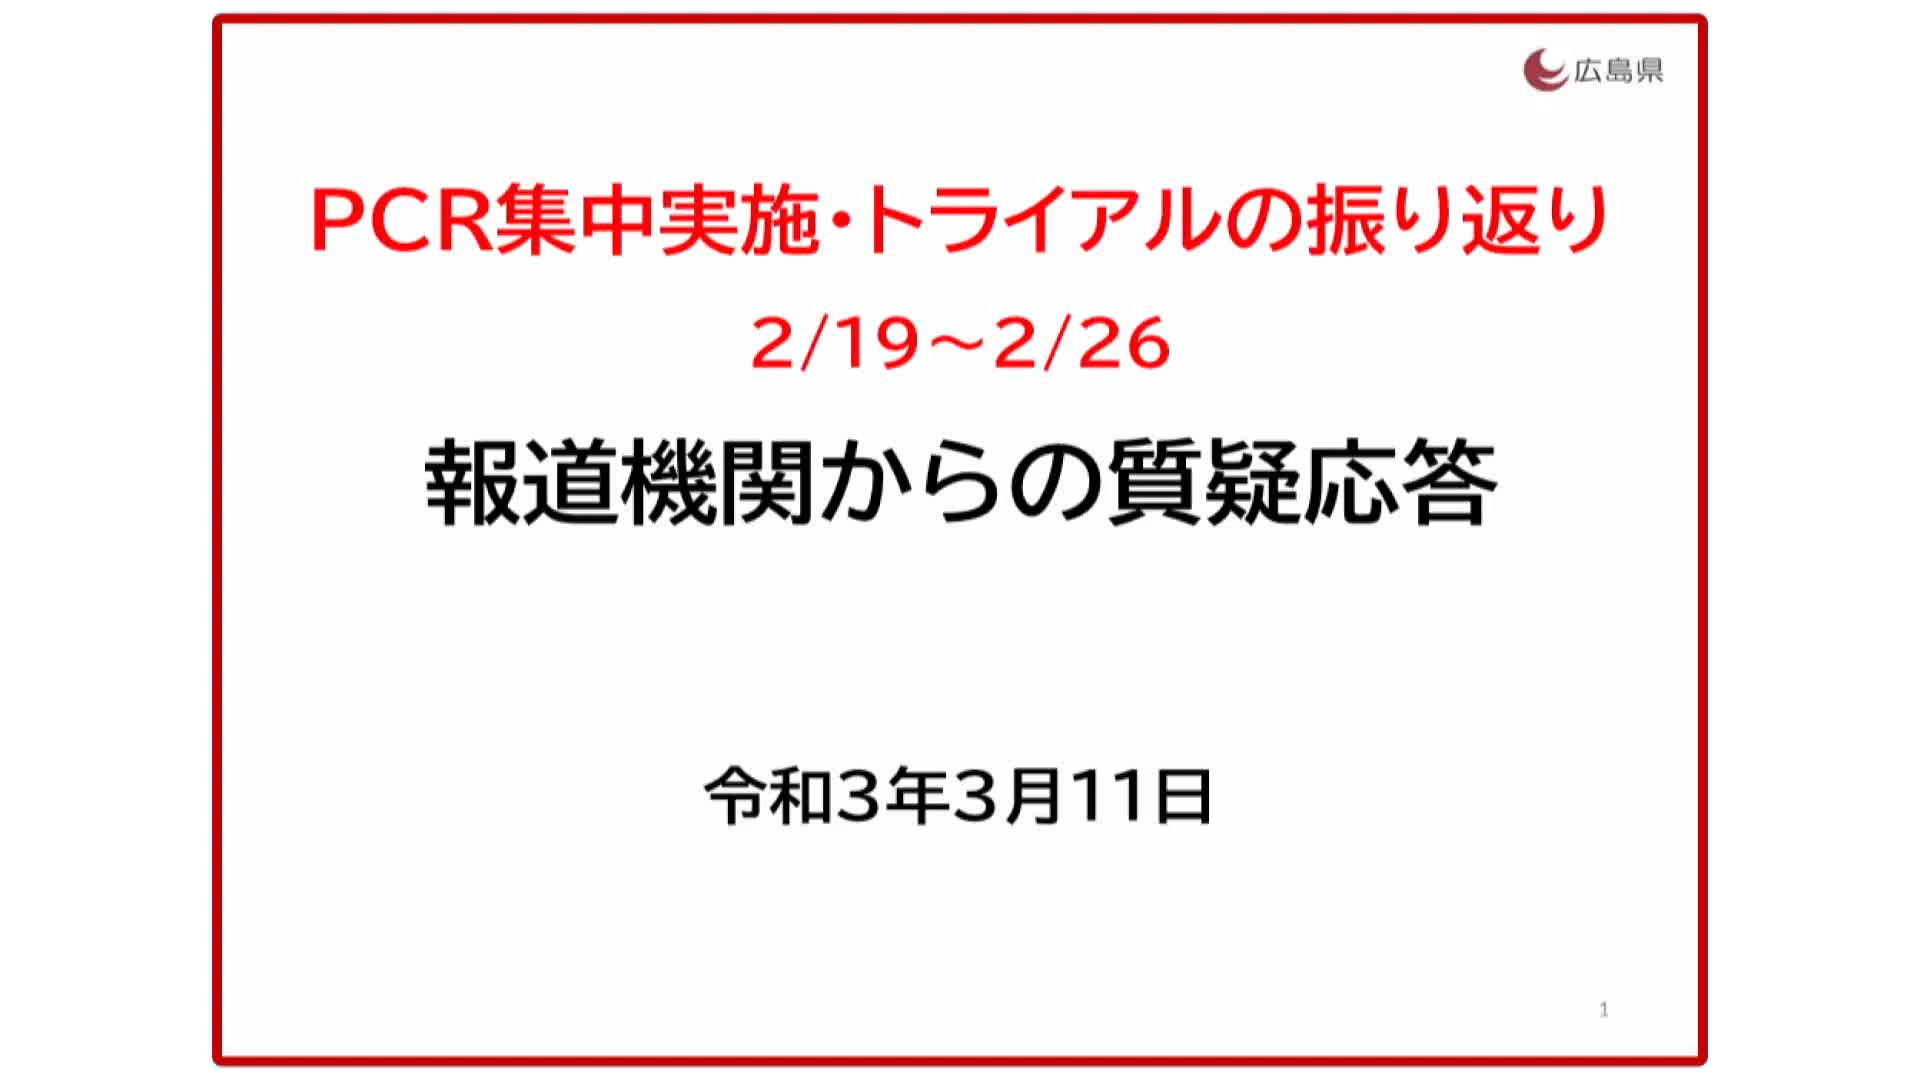 広島県
PCR集中実施・トライアルの振り返り
2/19～2/26
報道機関からの質疑応答
令和3年3月11日
1